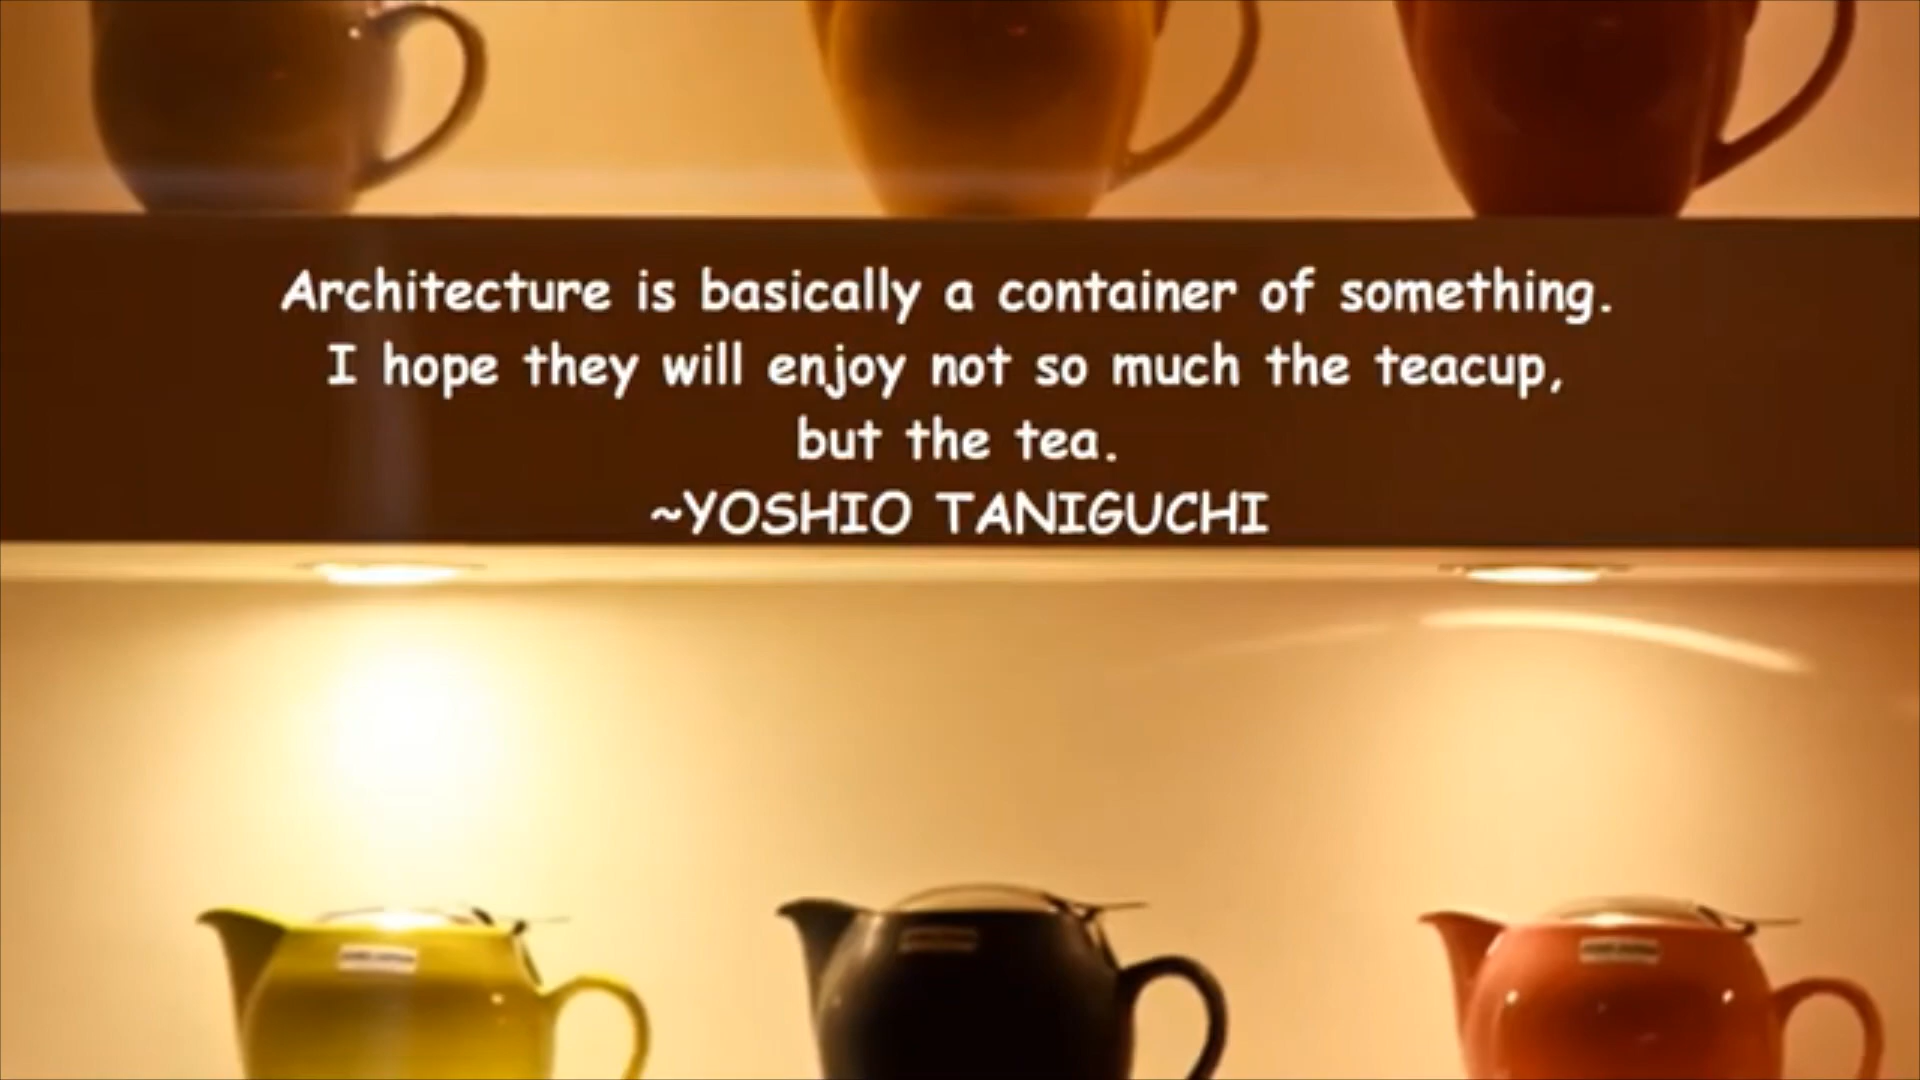 Architecture is basically a container of something.
I hope they will enjoy not so much the teacup,
but the tea.
~YOSHIO TANIGUCHI